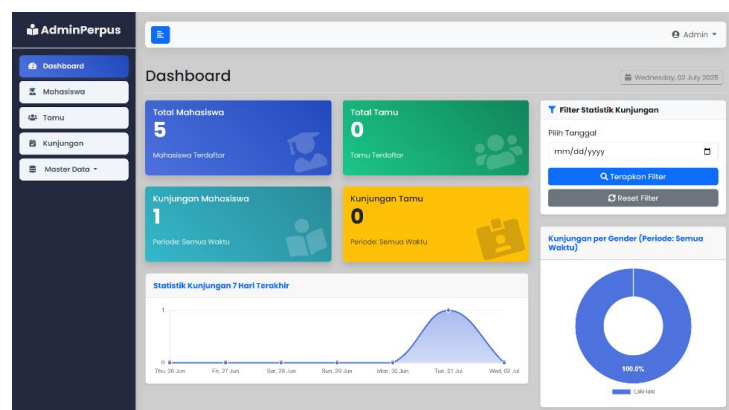 AdminPerpus
Dashboard
Mahasiswa
Tamu
Kunjungan
Master Data
Admin
Dashboard
Wednesday, 02 July 2025
Total Mahasiswa
5
Mahasiswa Terdaftar
Total Tamu
0
Tamu Terdaftar
Kunjungan Mahasiswa
1
Periode: Semua Waktu
Kunjungan Tamu
0
Periode: Semua Waktu
Filter Statistik Kunjungan
Pilih Tanggal
mm/dd/yyyy
Terapkan Filter
Reset Filter
Statistik Kunjungan 7 Hari Terakhir
1
0
Thu, 26 Jun
Fri, 27 Jun
Sat, 28 Jun
Sun, 29 Jun
Mon, 30 Jun
Tue, 01 Jul
Wed, 02 Jul
Kunjungan per Gender (Periode: Semua
Waktu)
100.0%
Laki-laki